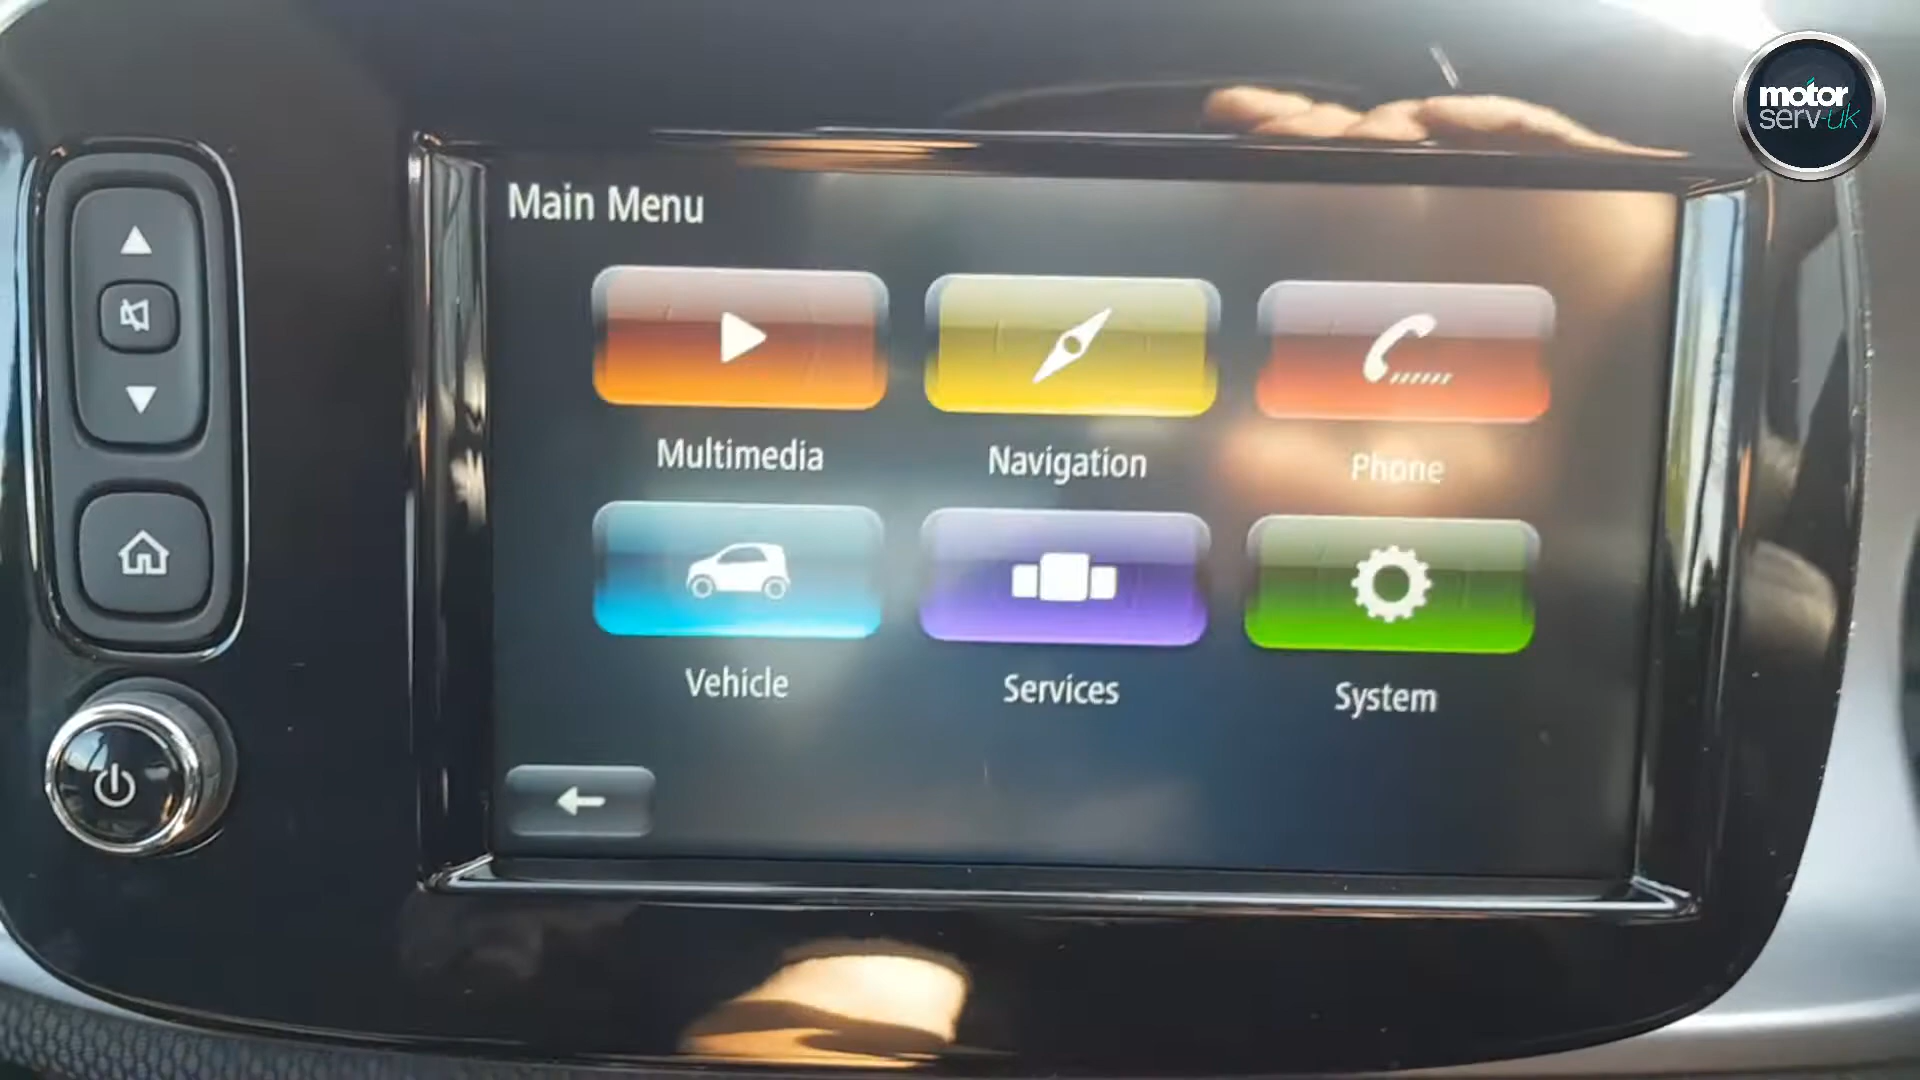 motor
serv-uk
Main Menu
Multimedia
Navigation
Phone
Vehicle
Services
System